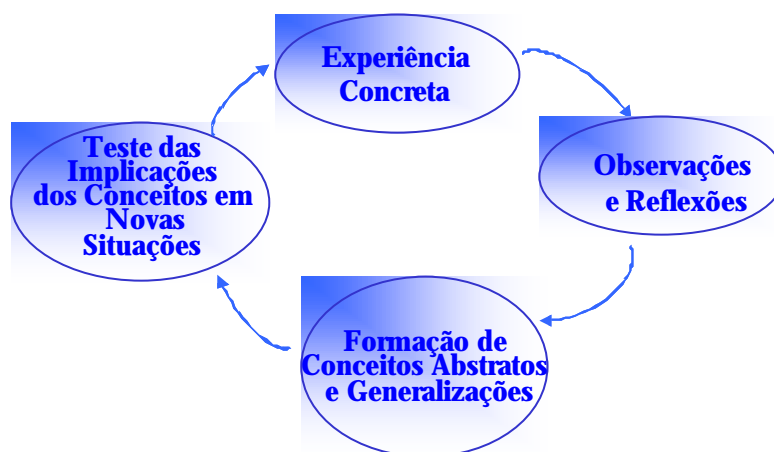 Experiência
Concreta
Observações
e Reflexões
Formação de
Conceitos Abstratos
e Generalizações
Teste das
Implicações
dos Conceitos em
Novas
Situações